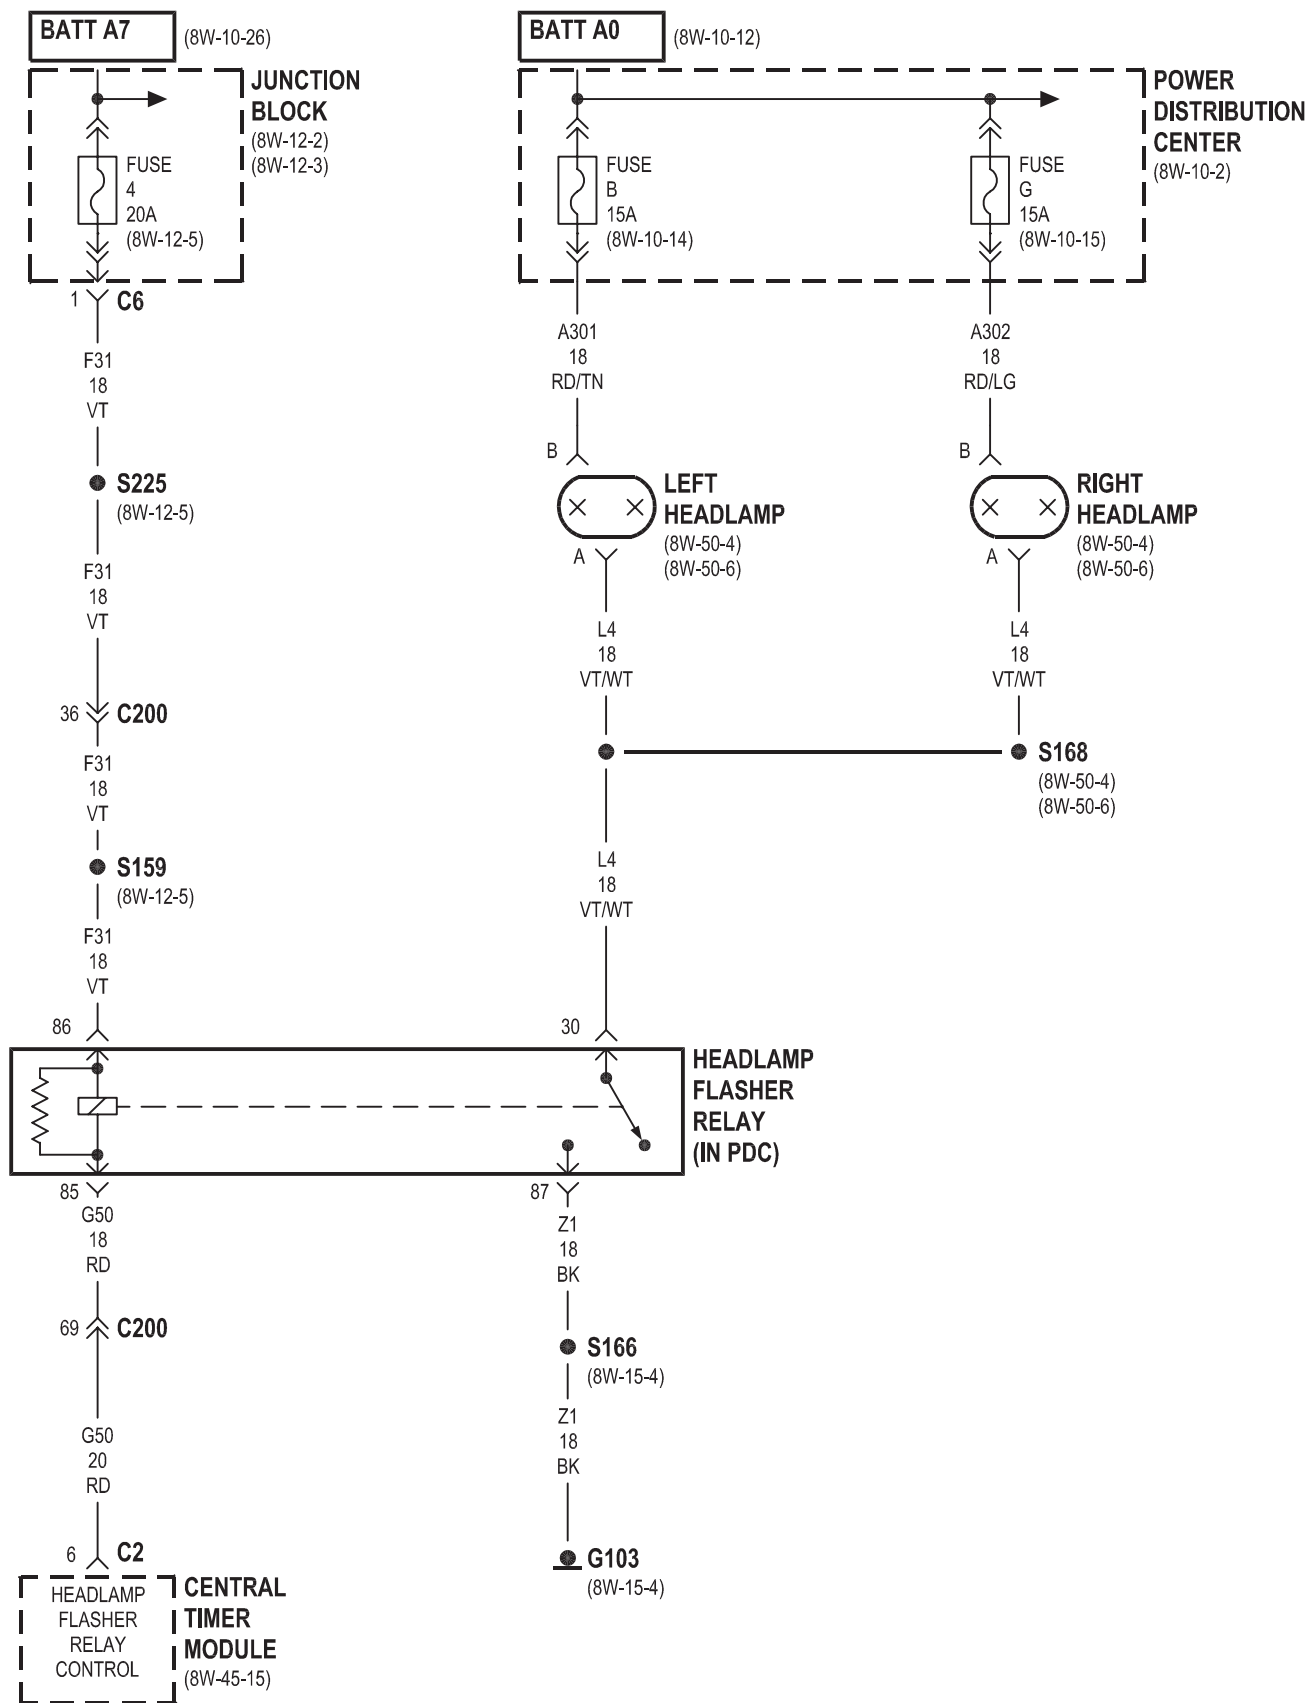 BATT A7
(8W-10-26)
JUNCTION
BLOCK
(8W-12-2)
(8W-12-3)
FUSE
4
20A
(8W-12-5)
1
C6
F31
18
VT
S225
(8W-12-5)
F31
18
VT
36
C200
F31
18
VT
S159
(8W-12-5)
F31
18
VT
86
BATT A0
(8W-10-12)
POWER
DISTRIBUTION
CENTER
(8W-10-2)
FUSE
B
15A
(8W-10-14)
FUSE
G
15A
(8W-10-15)
A301
18
RD/TN
A302
18
RD/LG
B
LEFT
HEADLAMP
(8W-50-4)
(8W-50-6)
A
B
RIGHT
HEADLAMP
(8W-50-4)
(8W-50-6)
A
L4
18
VT/WT
L4
18
VT/WT
S168
(8W-50-4)
(8W-50-6)
L4
18
VT/WT
30
HEADLAMP
FLASHER
RELAY
(IN PDC)
85
G50
18
RD
69
C200
G50
20
RD
6
C2
HEADLAMP
FLASHER
RELAY
CONTROL
CENTRAL
TIMER
MODULE
(8W-45-15)
87
Z1
18
BK
S166
(8W-15-4)
Z1
18
BK
G103
(8W-15-4)